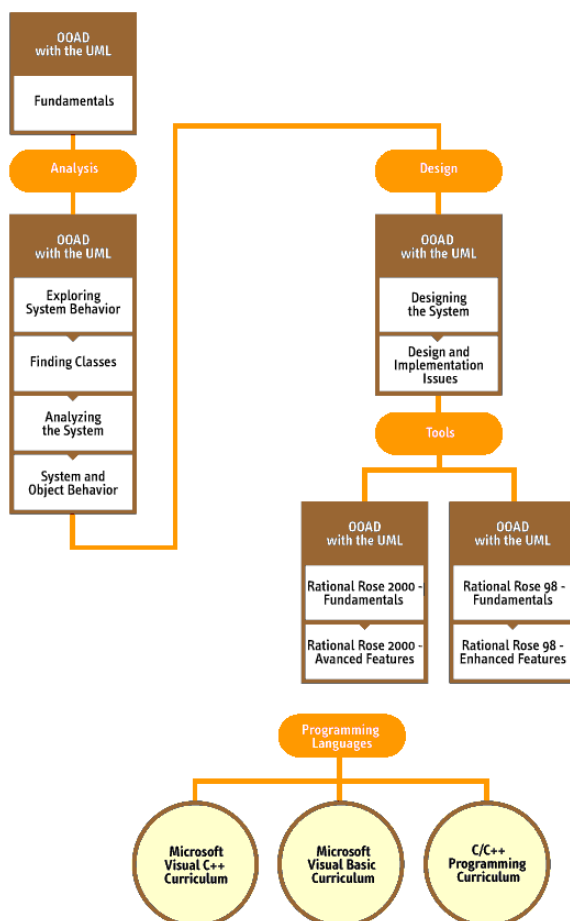 OOAD
with the UML
Fundamentals
Analysis
OOAD
with the UML
Exploring
System Behavior
Finding Classes
Analyzing
the System
System and
Object Behavior
Design
OOAD
with the UML
Designing
the System
Design and
Implementation
Issues
Tools
OOAD
with the UML
Rational Rose 2000 -
Fundamentals
Rational Rose 2000 -
Avanced Features
OOAD
with the UML
Rational Rose 98 -
Fundamentals
Rational Rose 98 -
Enhanced Features
Programming
Languages
Microsoft
Visual C++
Curriculum
Microsoft
Visual Basic
Curriculum
C/C++
Programming
Curriculum